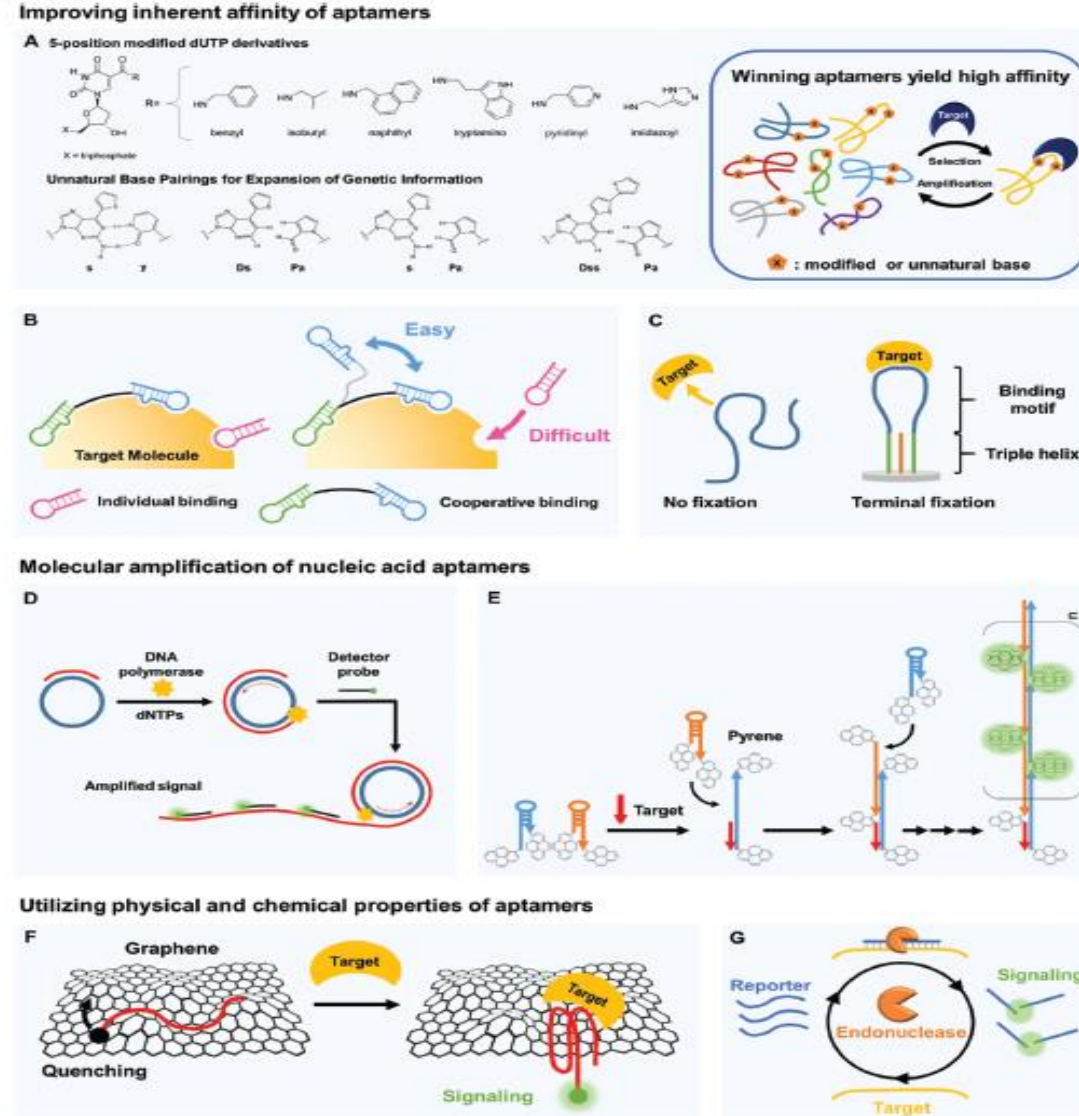 Improving inherent affinity of aptamers
A 5-position modified dUTP derivatives
R=
benzyl isobutyl naphthyl tryptamino pyridinyl imidazoyl
X = triphosphate
Unnatural Base Pairings for Expansion of Genetic Information
s y Ds Pa s Pa Dss Pa
Winning aptamers yield high affinity
Target
Selection
Amplification
X : modified or unnatural base
B
Easy
Difficult
Target Molecule
Individual binding Cooperative binding
C
Target Target
Binding
motif
Triple helix
No fixation Terminal fixation
Molecular amplification of nucleic acid aptamers
D
DNA
polymerase
dNTPs
Detector
probe
Amplified signal
E
Pyrene
Target
n
Utilizing physical and chemical properties of aptamers
F
Graphene
Target
Target
Quenching
Signaling
G
Reporter
Signaling
Endonuclease
Target